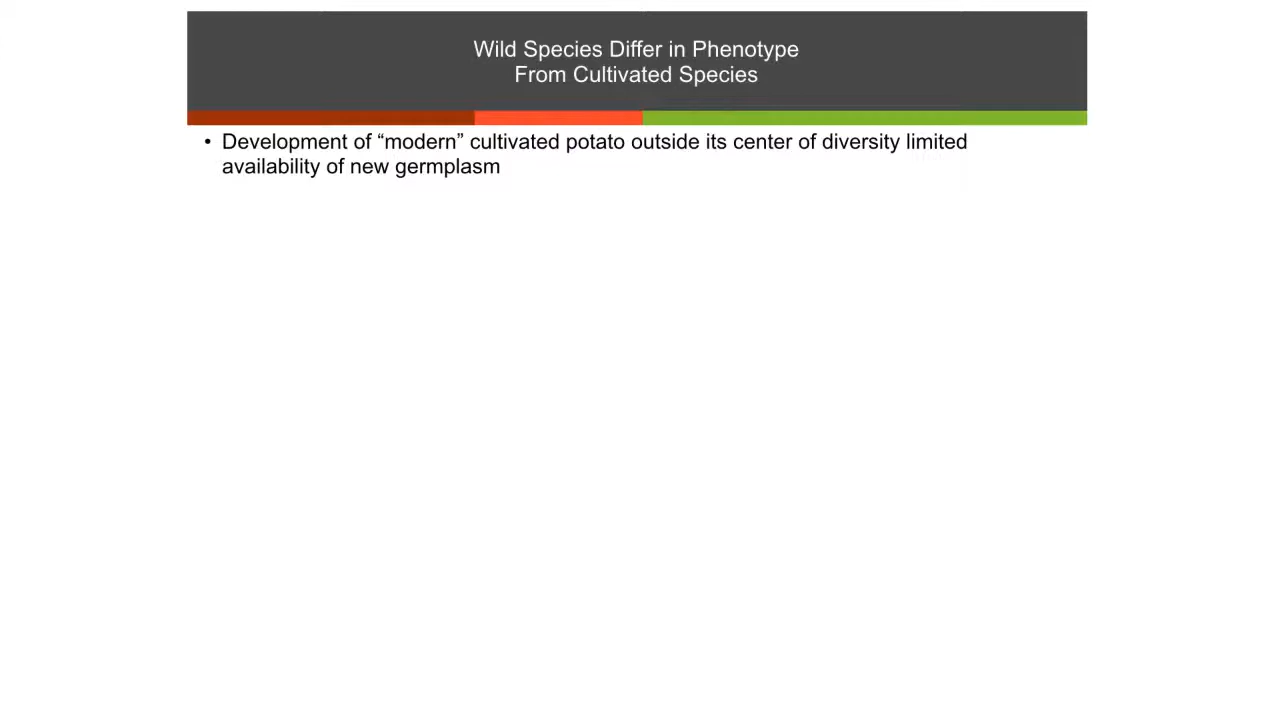 Wild Species Differ in Phenotype
From Cultivated Species
• Development of “modern” cultivated potato outside its center of diversity limited
availability of new germplasm